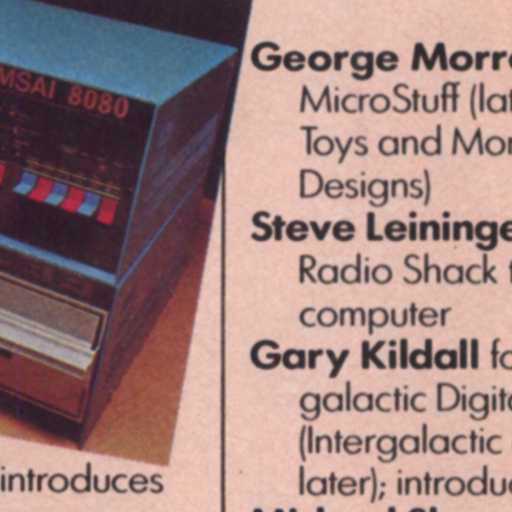 MSAI 8080
introduces
George Morr
MicroStuff (lat
Toys and Mor
Designs)
Steve Leininge
Radio Shack
computer
Gary Kildall fo
galactic Digit
(Intergalactic
later); introdu